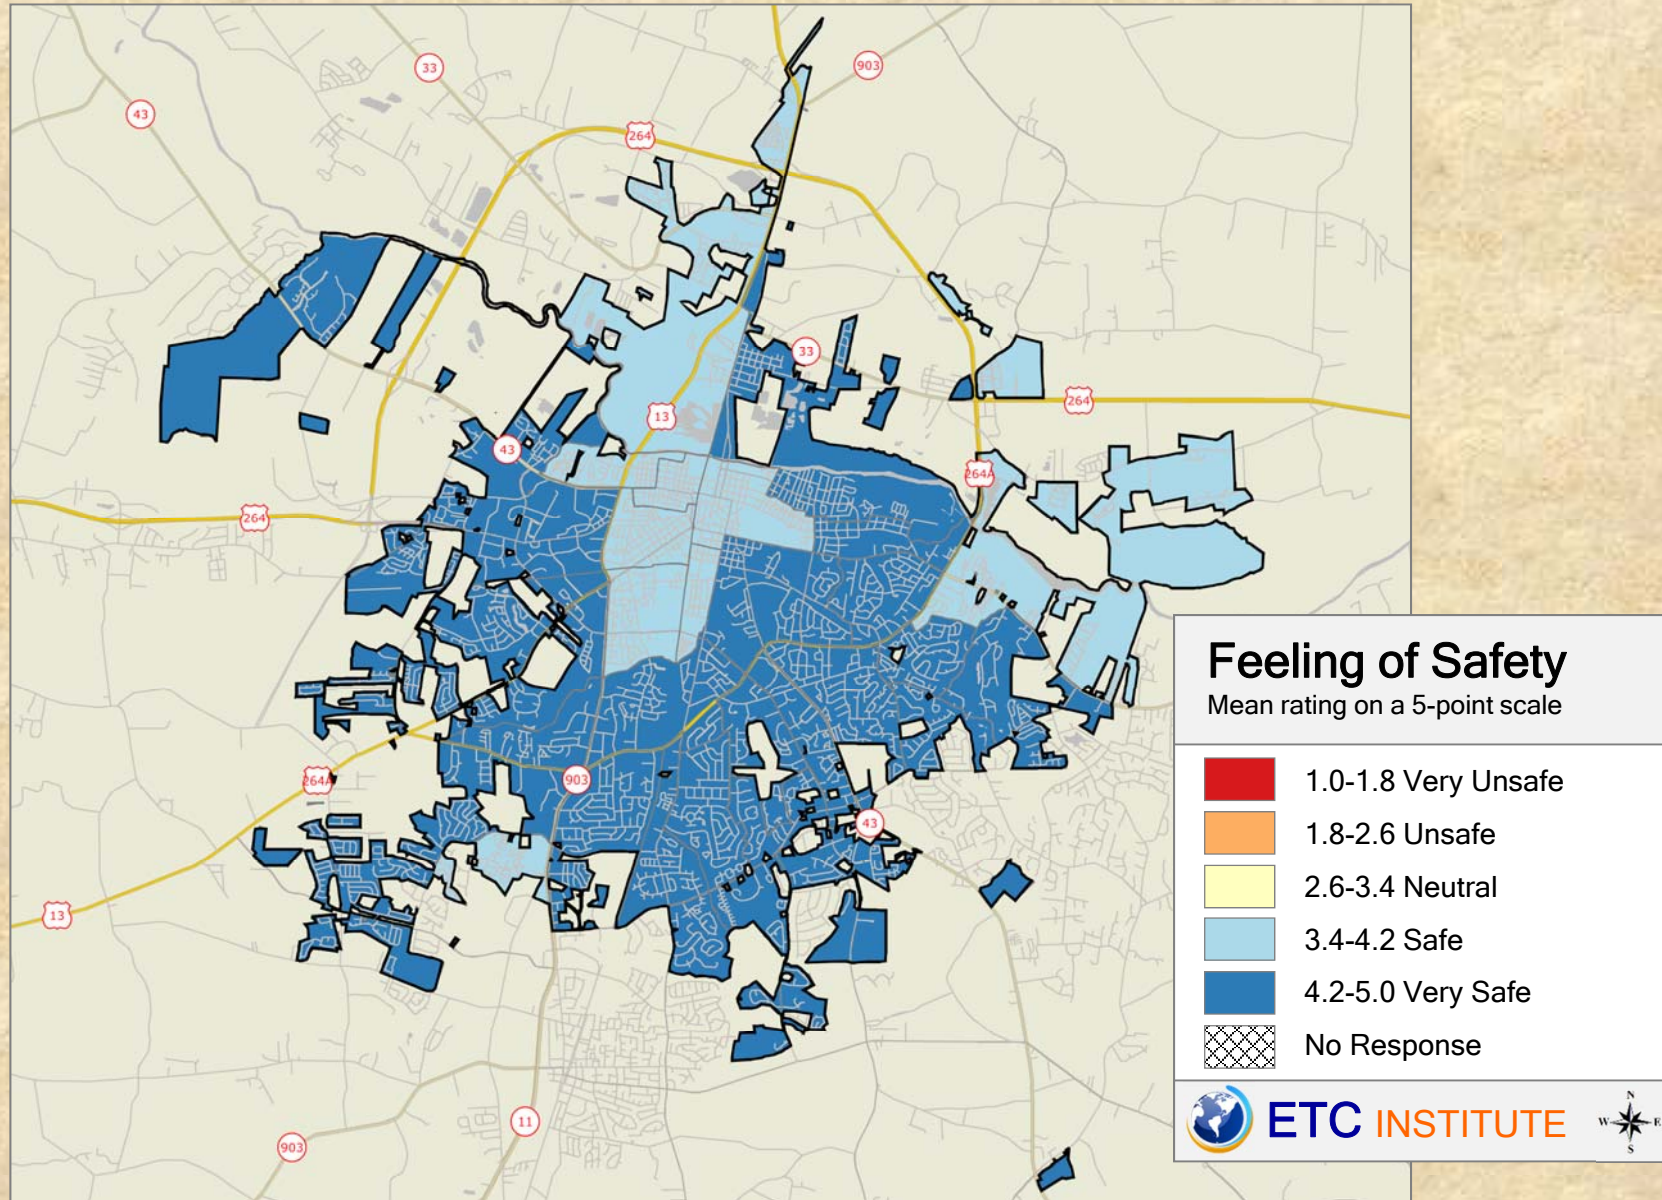 33
903
43
264
33
264
13
43
264A
264
264A
903
43
13
11
903
Feeling of Safety
Mean rating on a 5-point scale
1.0-1.8 Very Unsafe
1.8-2.6 Unsafe
2.6-3.4 Neutral
3.4-4.2 Safe
4.2-5.0 Very Safe
No Response
ETC INSTITUTE
N
W E
S